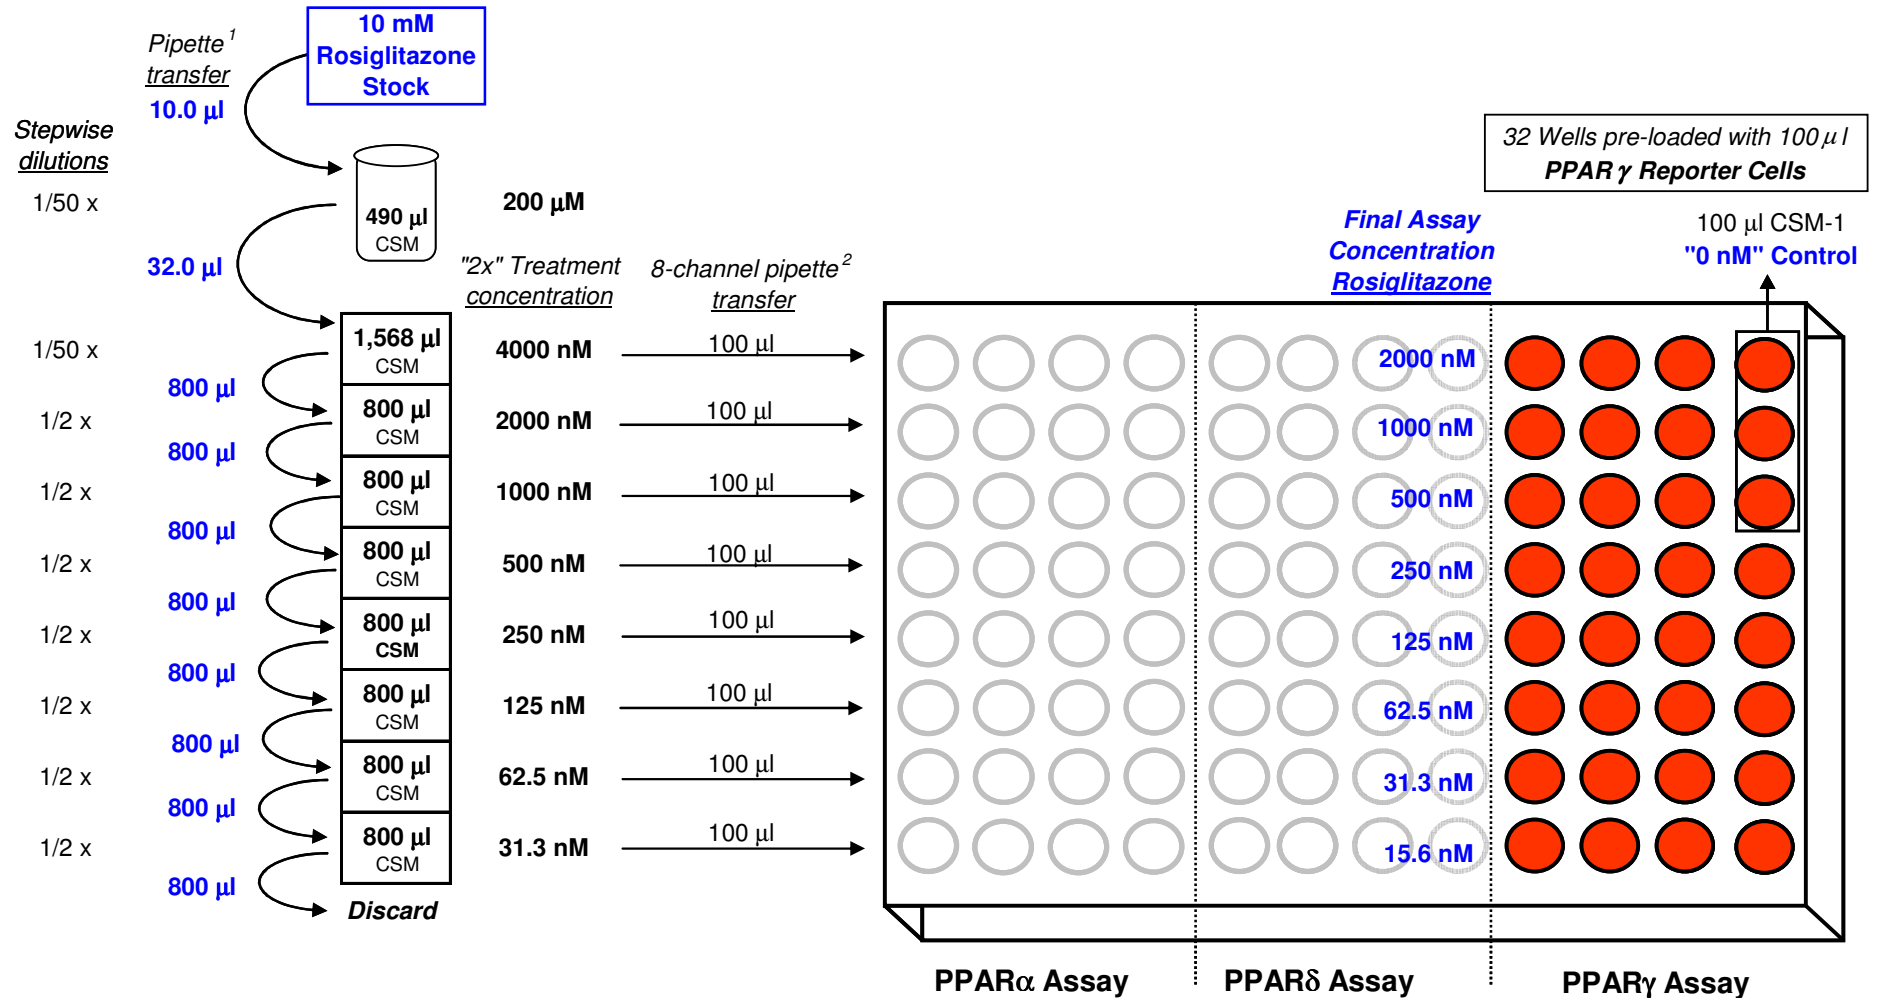 10 mM
Rosiglitazone
Stock
Pipette 1
transfer
10.0 µl
Stepwise
dilutions
1/50 x
490 µl
CSM
200 µM
32.0 µl
"2x" Treatment
concentration
8-channel pipette 2
transfer
32 Wells pre-loaded with 100 µl
PPAR γ Reporter Cells
Final Assay
Concentration
Rosiglitazone
100 µl CSM-1
"0 nM" Control
1/50 x
1,568 µl
CSM
4000 nM
100 µl
2000 nM
800 µl
1/2 x
800 µl
CSM
2000 nM
100 µl
1000 nM
800 µl
1/2 x
800 µl
CSM
1000 nM
100 µl
500 nM
800 µl
1/2 x
800 µl
CSM
500 nM
100 µl
250 nM
800 µl
1/2 x
800 µl
CSM
250 nM
100 µl
125 nM
800 µl
1/2 x
800 µl
CSM
125 nM
100 µl
62.5 nM
800 µl
1/2 x
800 µl
CSM
62.5 nM
100 µl
31.3 nM
800 µl
1/2 x
800 µl
CSM
31.3 nM
100 µl
15.6 nM
800 µl
Discard
PPARα Assay
PPARδ Assay
PPARγ Assay